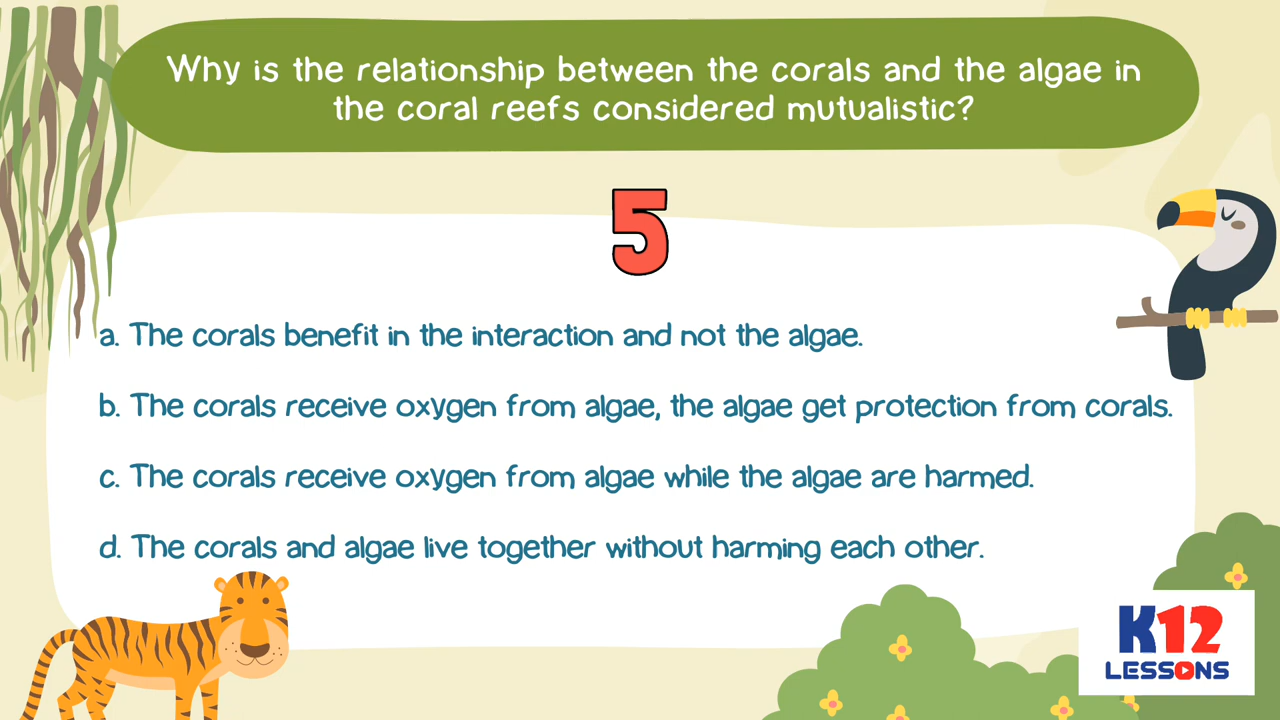 Why is the relationship between the corals and the algae in
the coral reefs considered mutualistic?
5
a. The corals benefit in the interaction and not the algae.
b. The corals receive oxygen from algae, the algae get protection from corals.
c. The corals receive oxygen from algae while the algae are harmed.
d. The corals and algae live together without harming each other.
K12
LESSONS